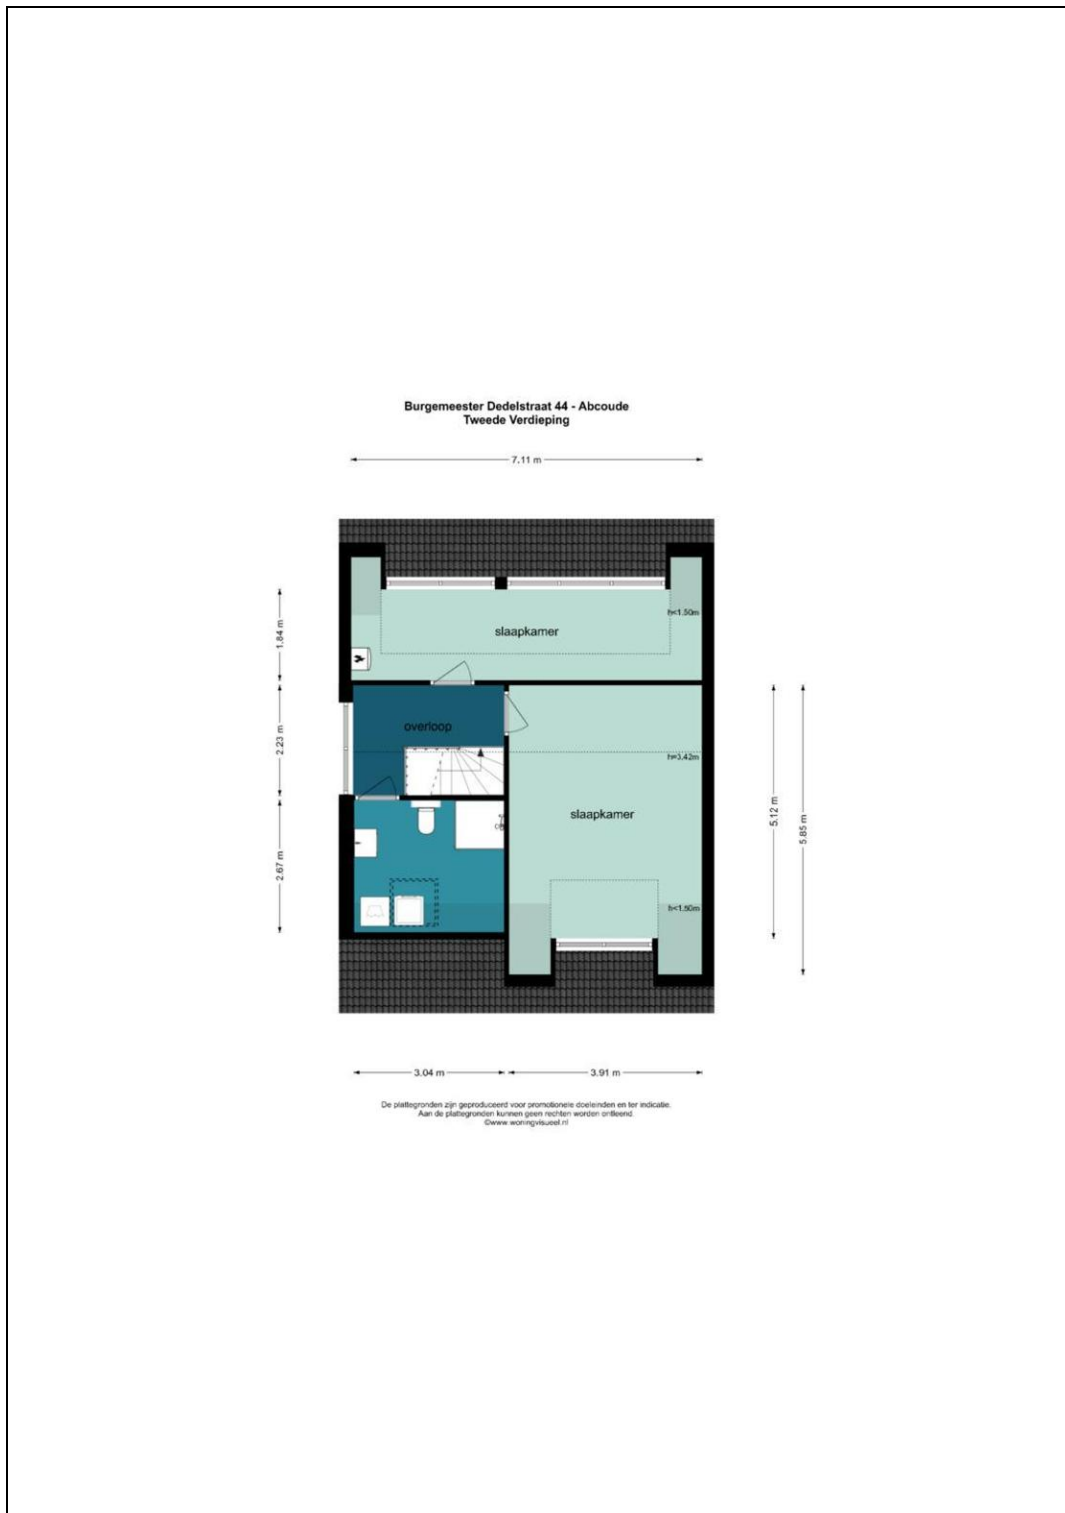 Burgemeester Dedelstraat 44 - Abcoude
Tweede Verdieping
7.11 m
h<1.50m
slaapkamer
1.84 m
overloop
2.23 m
h=3.42m
slaapkamer
5.12 m
5.85 m
2.67 m
h<1.50m
3.04 m
3.91 m
De plattegronden zijn geproduceerd voor promotionele doeleinden en ter indicatie.
Aan de plattegronden kunnen geen rechten worden ontleend.
©www.woningvisueel.nl